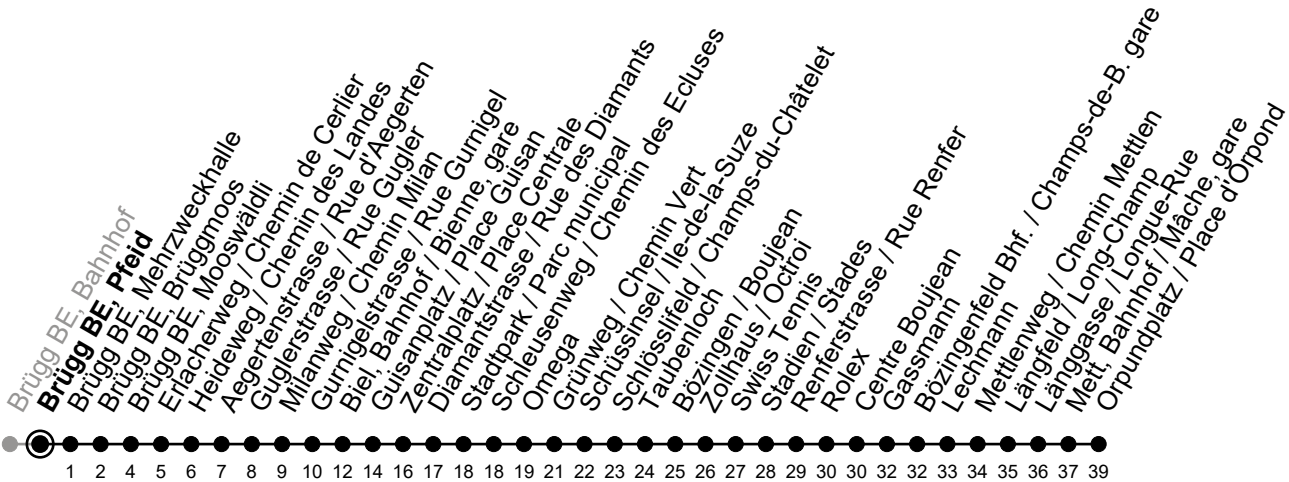 Brügg BE, Bahnhof
Brügg BE, Pfeid
Brügg BE, Mehrzweckhalle
Brügg BE, Brüggmoos
Brügg BE, Mooswäldli
Erlacherweg / Chemin de Cerlier
Heideweg / Chemin des Landes
Aegertenstrasse / Rue d'Aegerten
Guglerstrasse / Rue Gugler
Milanweg / Chemin Milan
Gurnigelstrasse / Rue Gurnigel
Biel, Bahnhof / Bienne, gare
Guisanplatz / Place Guisan
Zentralplatz / Place Centrale
Diamantstrasse / Rue des Diamants
Stadtpark / Parc municipal
Schleusenweg / Chemin des Ecluses
Omega
Grünweg / Chemin Vert
Schüssinsel / Ile-de-la-Suze
Schlösslifeld / Champs-du-Châtelet
Taubenloch
Bözingen / Boujean
Zollhaus / Octroi
Swiss Tennis
Stadien / Stades
Renferstrasse / Rue Renfer
Rolex
Centre Boujean
Gassmann
Bözingenfeld Bhf. / Champs-de-B. gare
Lechmann
Mettlenweg / Chemin Mettlen
Längfeld / Long-Champ
Länggasse / Longue-Rue
Mett, Bahnhof / Mâche, gare
Orpundplatz / Place d'Orpond
1 2 4 5 6 7 8 9 10 12 14 16 17 18 18 19 21 22 23 24 25 26 27 28 29 30 30 32 32 33 34 35 36 37 39